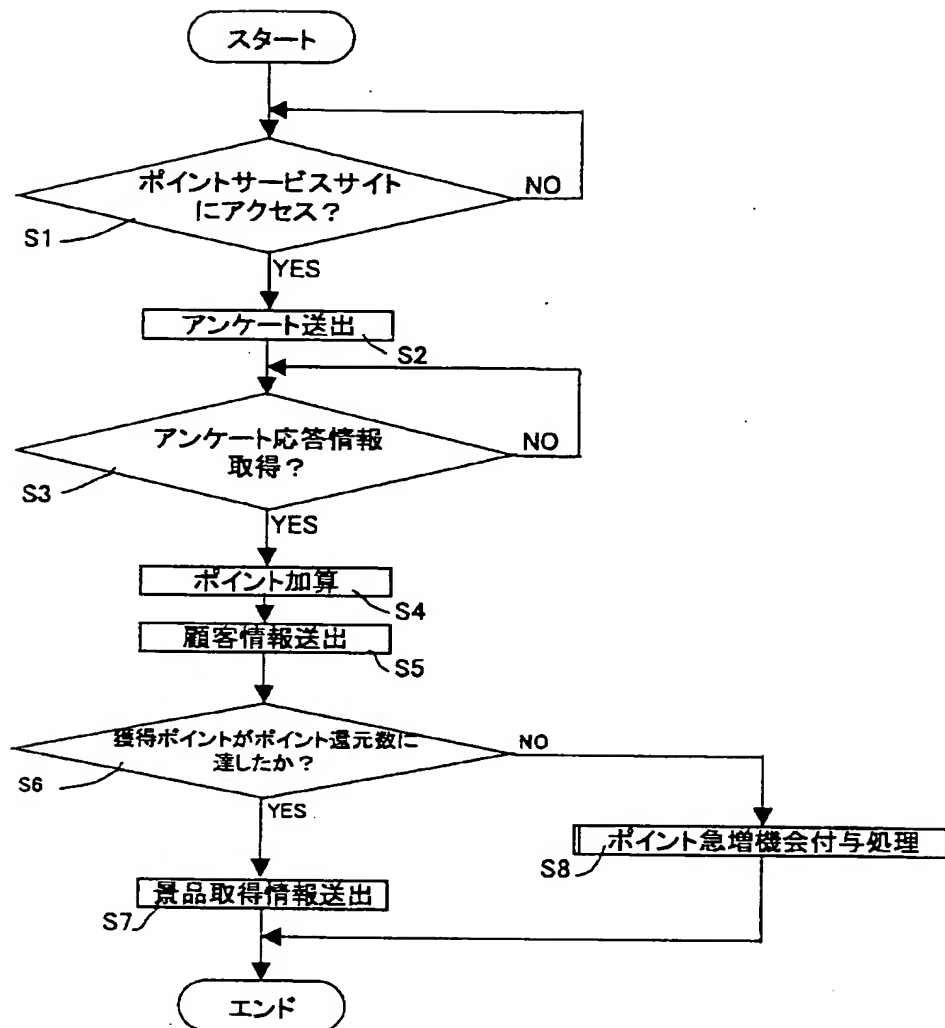 スタート
ポイントサービスサイト
にアクセス?
NO
S1
YES
アンケート送出
S2
アンケート応答情報
取得?
NO
S3
YES
ポイント加算
S4
顧客情報送出
S5
獲得ポイントがポイント還元数に
達したか?
NO
S6
YES
ポイント急増機会付与処理
S8
景品取得情報送出
S7
エンド